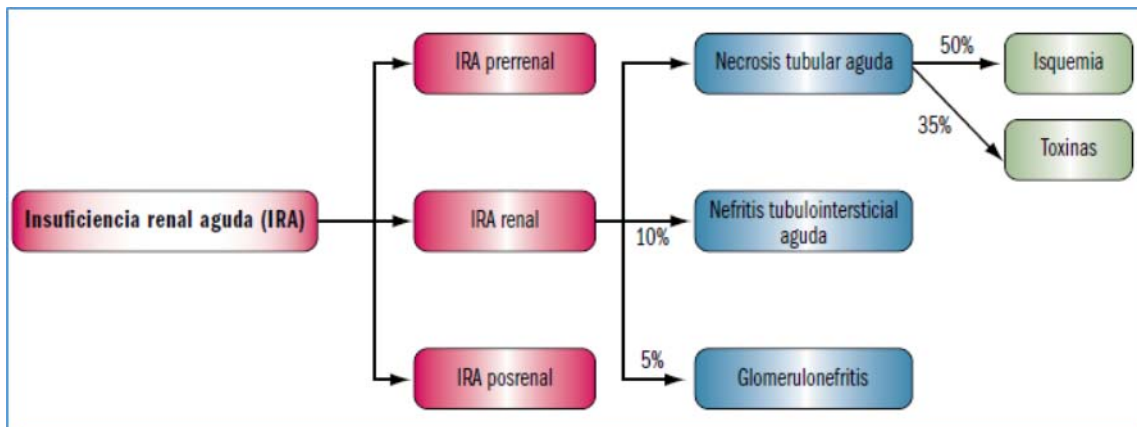 IRA prerrenal
Necrosis tubular aguda
50%
Isquemia
35%
Toxinas
Insuficiencia renal aguda (IRA)
IRA renal
10%
Nefritis tubulointersticial
aguda
IRA posrenal
5%
Glomerulonefritis